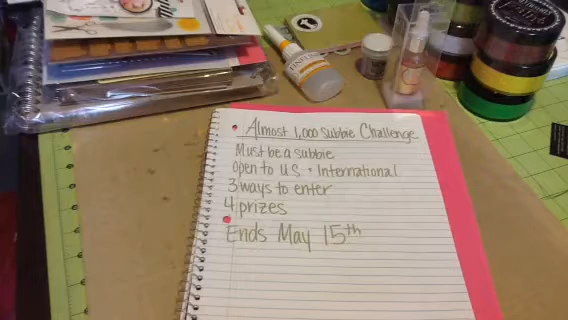 Almost 1,000 Subbie Challenge
Must be a subbie
Open to U.S. + International
3 ways to enter
4 prizes
Ends May 15th